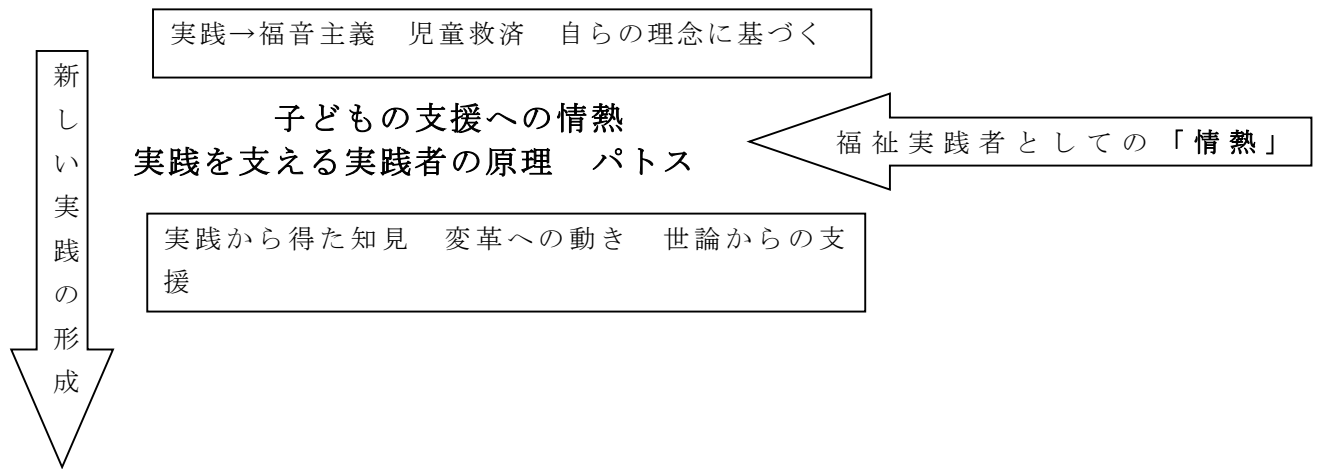 実践→福音主義　児童救済　自らの理念に基づく
新しい実践の形成
子どもの支援への情熱
実践を支える実践者の原理　パトス
福祉実践者としての「情熱」
実践から得た知見　変革への動き　世論からの支
援